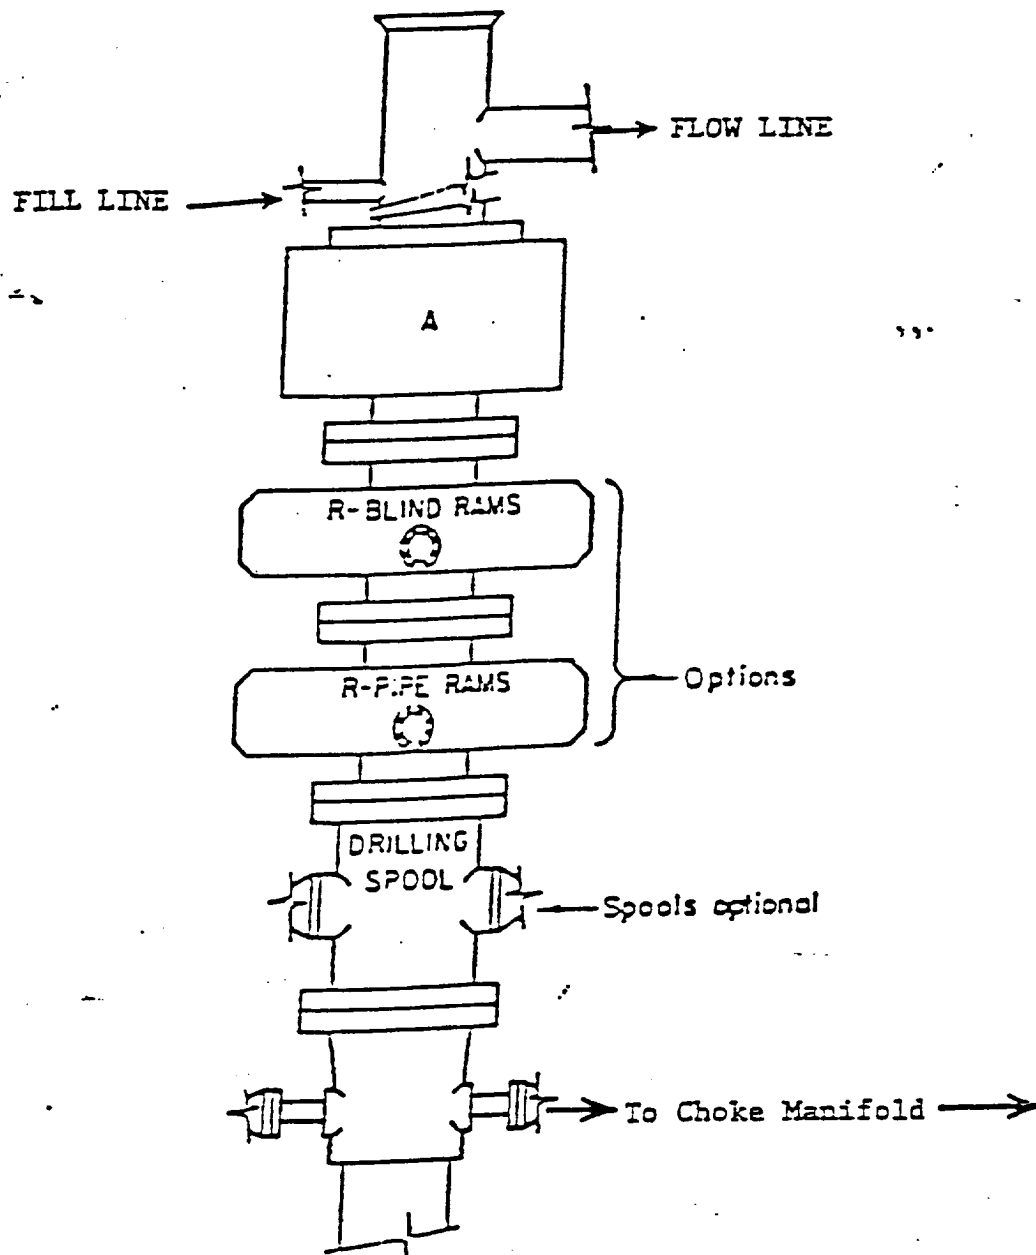 FLOW LINE
FILL LINE
A
R-BLIND RAMS
R-PIPE RAMS
Options
DRILLING
SPOOL
Spools optional
To Choke Manifold